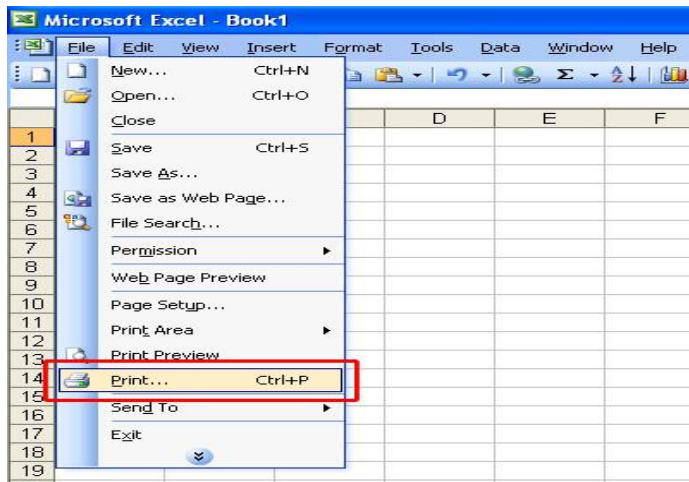 Microsoft Excel - Book1
File Edit View Insert Format Tools Data Window Help
New... Ctrl+N
Open... Ctrl+O
Close
Save Ctrl+S
Save As...
Save as Web Page...
File Search...
Permission
Web Page Preview
Page Setup...
Print Area
Print Preview
Print... Ctrl+P
Send To
Exit
D E F
1
2
3
4
5
6
7
8
9
10
11
12
13
14
15
16
17
18
19